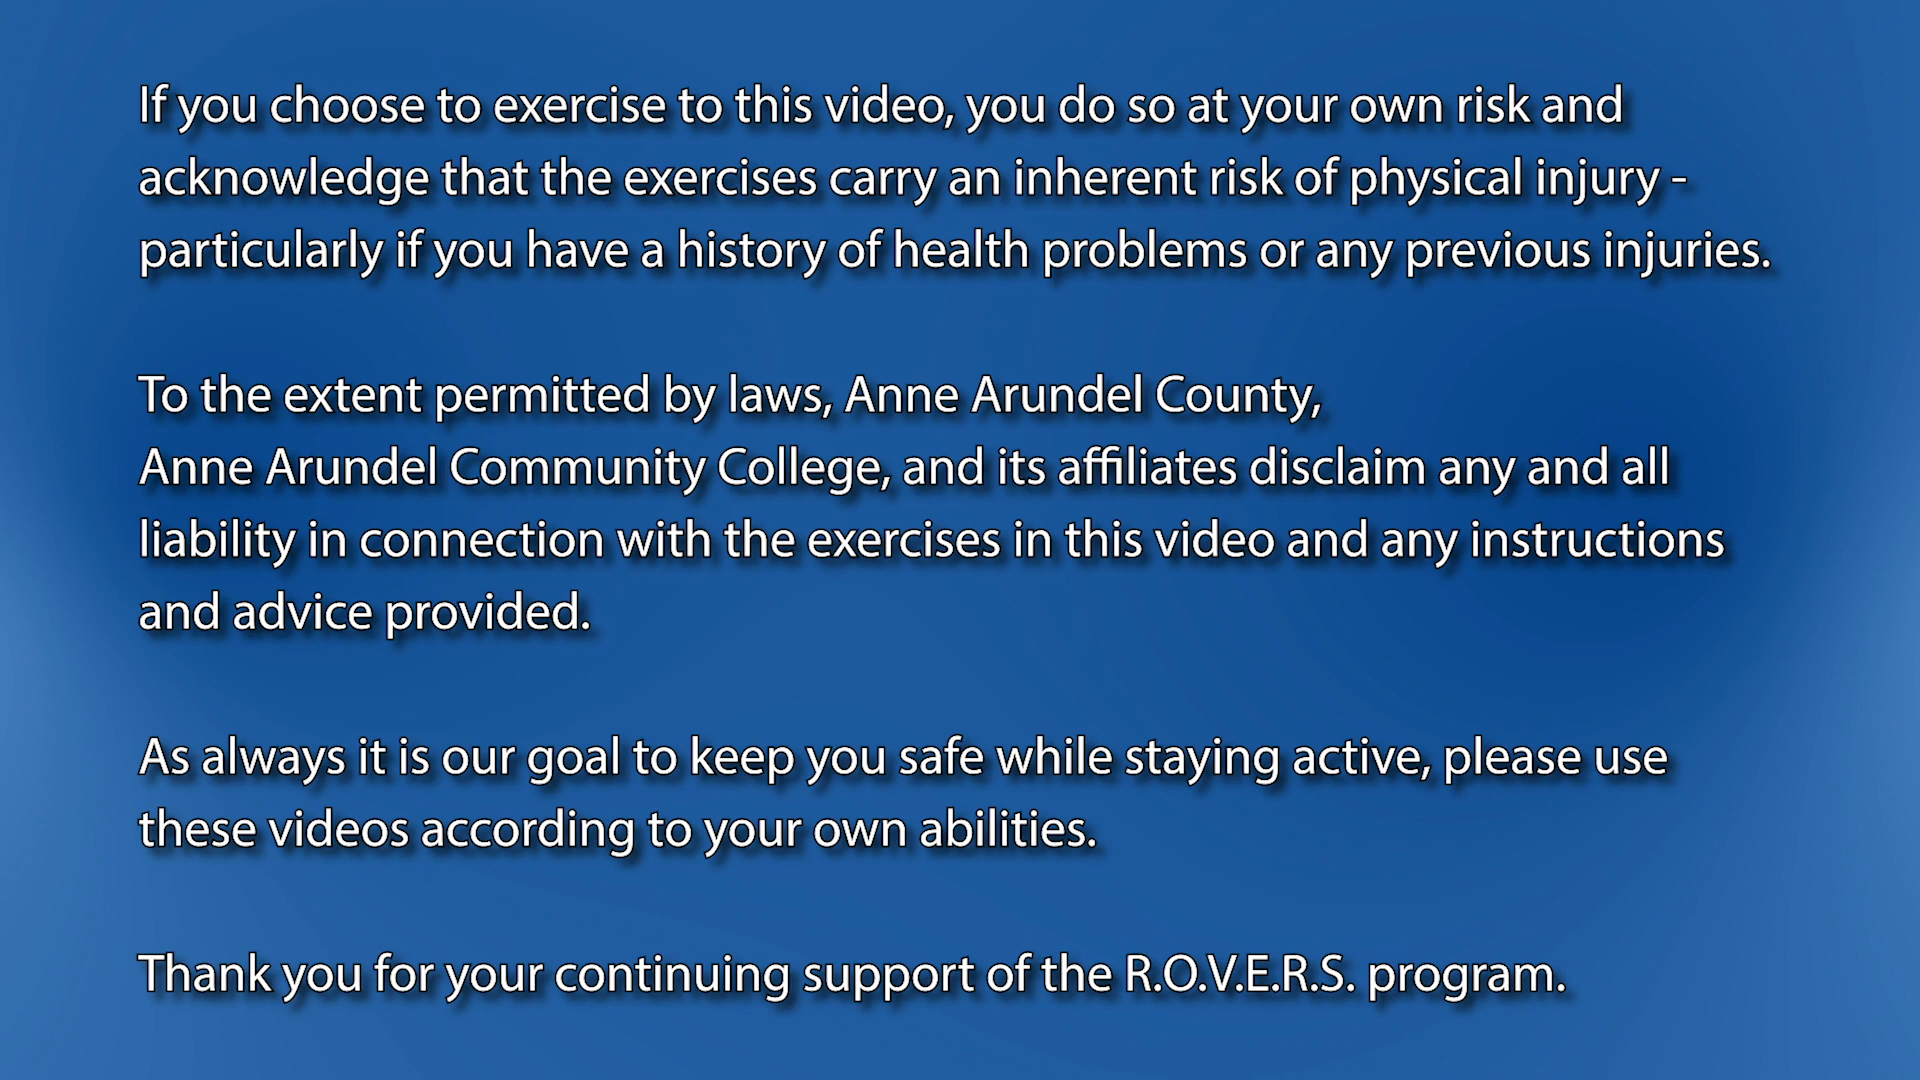 If you choose to exercise to this video, you do so at your own risk and
acknowledge that the exercises carry an inherent risk of physical injury -
particularly if you have a history of health problems or any previous injuries.
To the extent permitted by laws, Anne Arundel County,
Anne Arundel Community College, and its affiliates disclaim any and all
liability in connection with the exercises in this video and any instructions
and advice provided.
As always it is our goal to keep you safe while staying active, please use
these videos according to your own abilities.
Thank you for your continuing support of the R.O.V.E.R.S. program.